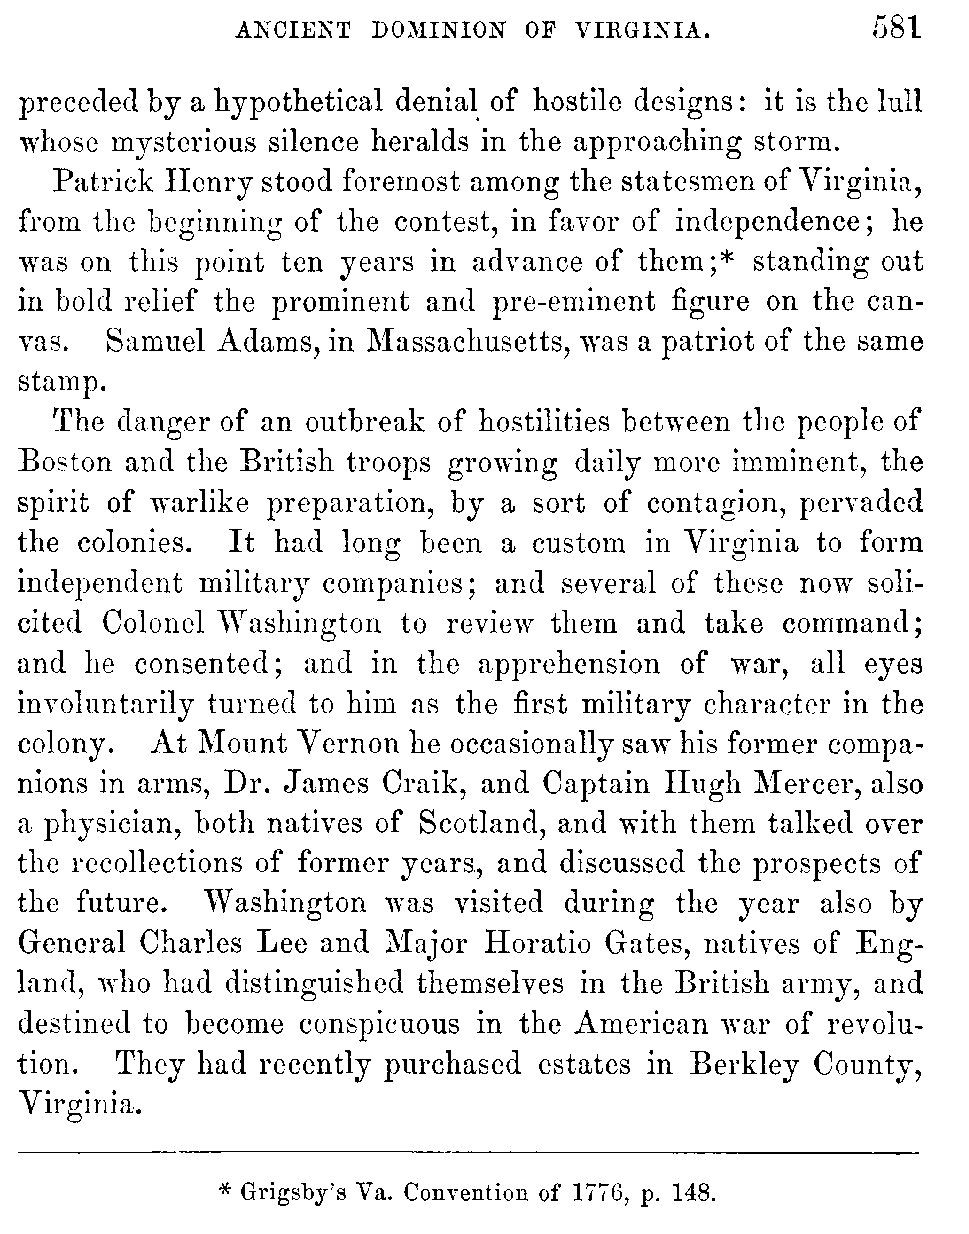 ANCIENT DOMINION OF VIRGINIA. 581
preceded by a hypothetical denial of hostile designs: it is the lull
whose mysterious silence heralds in the approaching storm.
Patrick Henry stood foremost among the statesmen of Virginia,
from the beginning of the contest, in favor of independence; he
was on this point ten years in advance of them;* standing out
in bold relief the prominent and pre-eminent figure on the can-
vas. Samuel Adams, in Massachusetts, was a patriot of the same
stamp.
The danger of an outbreak of hostilities between the people of
Boston and the British troops growing daily more imminent, the
spirit of warlike preparation, by a sort of contagion, pervaded
the colonies. It had long been a custom in Virginia to form
independent military companies; and several of these now soli-
cited Colonel Washington to review them and take command;
and he consented; and in the apprehension of war, all eyes
involuntarily turned to him as the first military character in the
colony. At Mount Vernon he occasionally saw his former compa-
nions in arms, Dr. James Craik, and Captain Hugh Mercer, also
a physician, both natives of Scotland, and with them talked over
the recollections of former years, and discussed the prospects of
the future. Washington was visited during the year also by
General Charles Lee and Major Horatio Gates, natives of Eng-
land, who had distinguished themselves in the British army, and
destined to become conspicuous in the American war of revolu-
tion. They had recently purchased estates in Berkley County,
Virginia.
* Grigsby's Va. Convention of 1776, p. 148.